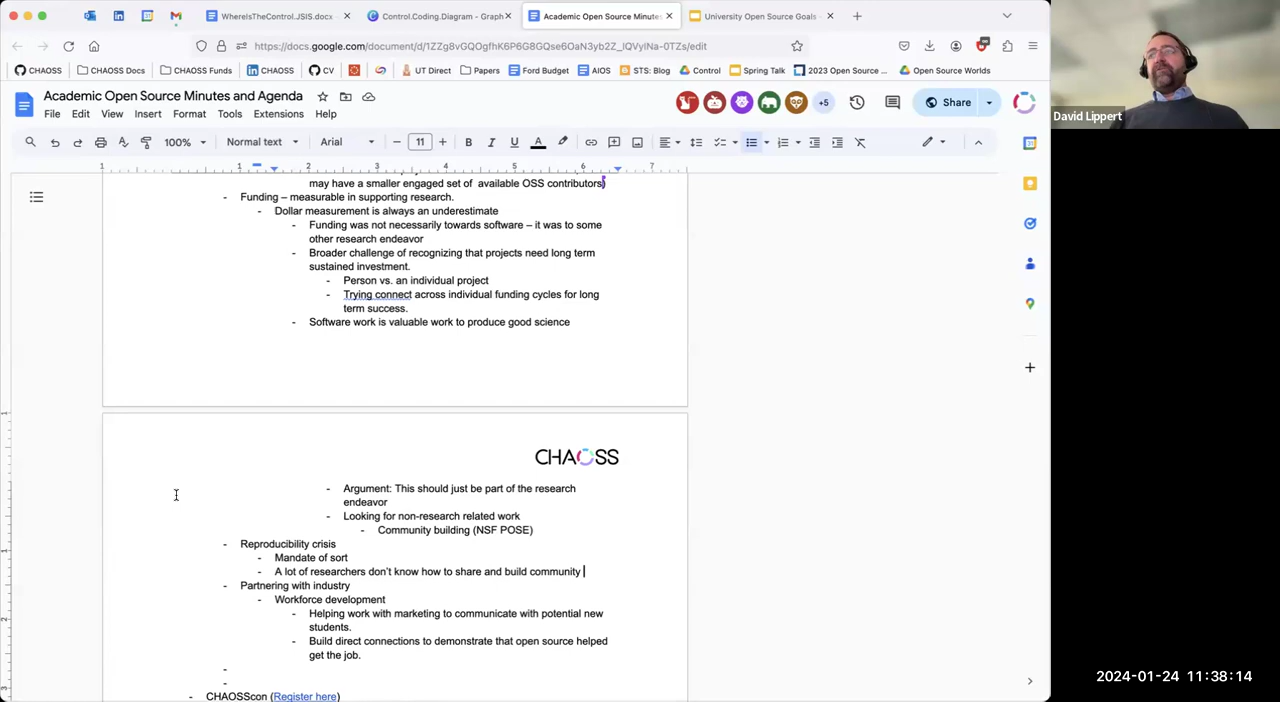 WhereIsTheControl.JSIS.docx
Control.Coding.Diagram - Graph
Academic Open Source Minutes
University Open Source Goals -
https://docs.google.com/document/d/1ZZg8vGQOgfhK6P6G8GQse6OaN3yb2Z_lQVylNa-0TZs/edit
CHAOSS
CHAOSS Docs
CHAOSS Funds
CHAOSS
CV
UT Direct
Papers
Ford Budget
AIOS
STS: Blog
Control
Spring Talk
2023 Open Source ...
Open Source Worlds
Academic Open Source Minutes and Agenda
File Edit View Insert Format Tools Extensions Help
+5
Share
100% Normal text Arial 11 B I U A
1 1 2 3 4 5 6 7
may have a smaller engaged set of available OSS contributors)
- Funding – measurable in supporting research.
- Dollar measurement is always an underestimate
- Funding was not necessarily towards software – it was to some
other research endeavor
- Broader challenge of recognizing that projects need long term
sustained investment.
- Person vs. an individual project
- Trying connect across individual funding cycles for long
term success.
- Software work is valuable work to produce good science
CHAOSS
- Argument: This should just be part of the research
endeavor
- Looking for non-research related work
- Community building (NSF POSE)
- Reproducibility crisis
- Mandate of sort
- A lot of researchers don't know how to share and build community
- Partnering with industry
- Workforce development
- Helping work with marketing to communicate with potential new
students.
- Build direct connections to demonstrate that open source helped
get the job.
-
-
- CHAOSScon (Register here)
David Lippert
2024-01-24 11:38:14